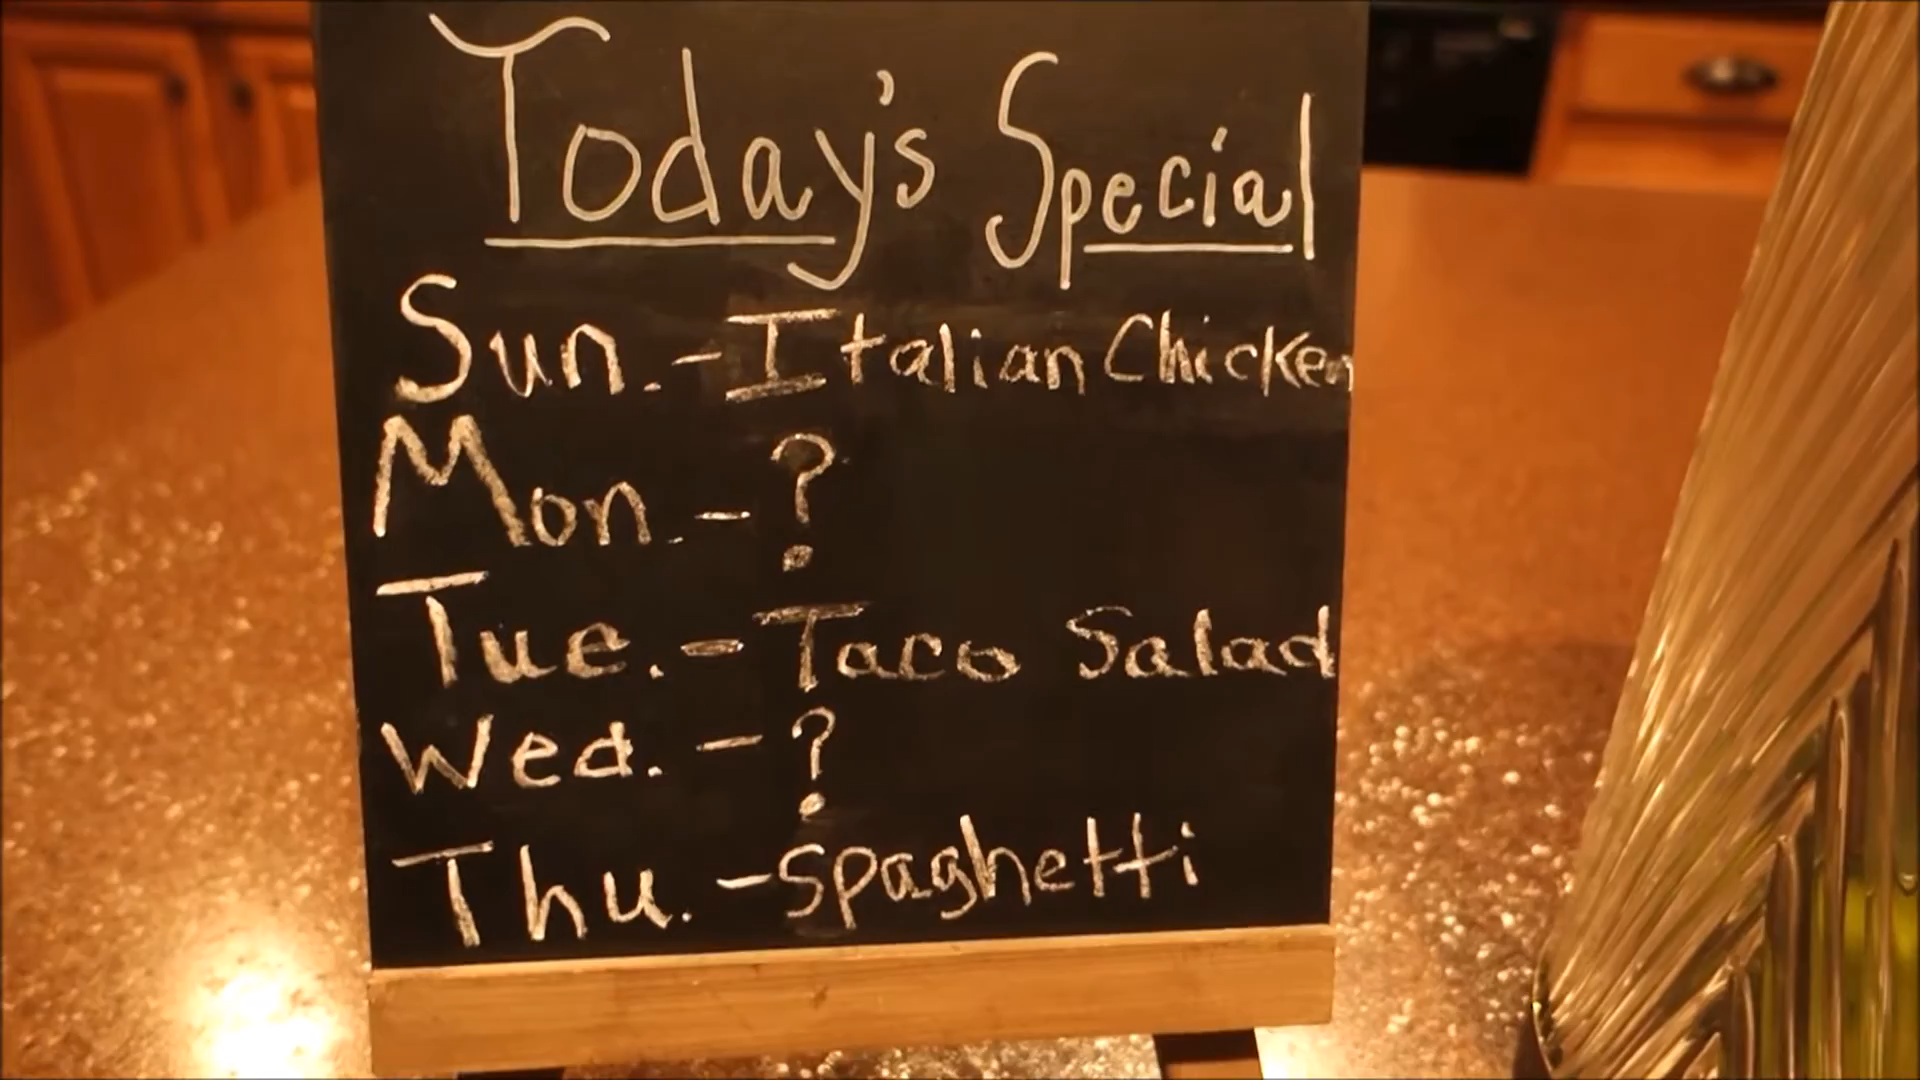 Today's Special
Sun. - Italian Chicken
Mon. - ?
Tue. - Taco Salad
Wed. - ?
Thu. - Spaghetti